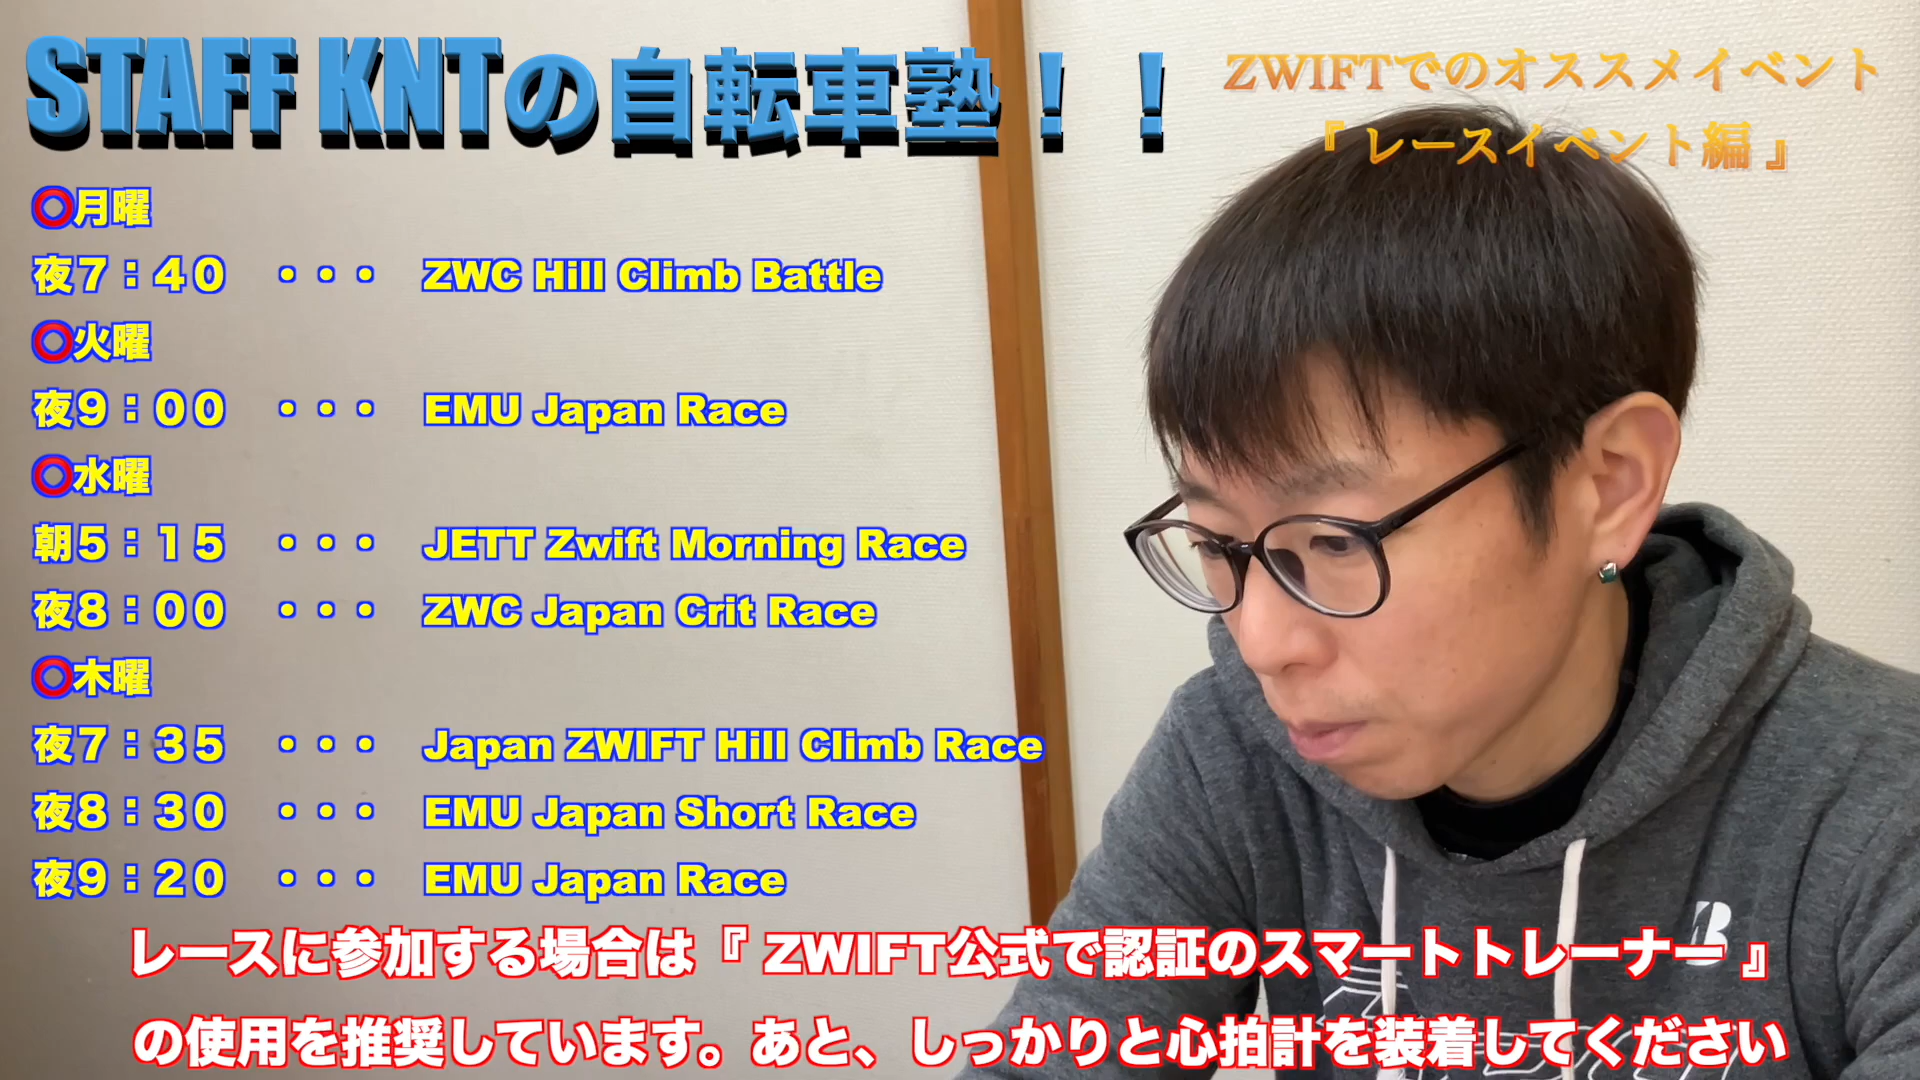 STAFF KNTの自転車塾！！
ZWIFTでのオススメイベント
『 レースイベント編 』
○月曜
夜７：４０　・・・　ZWC Hill Climb Battle
○火曜
夜９：００　・・・　EMU Japan Race
○水曜
朝５：１５　・・・　JETT Zwift Morning Race
夜８：００　・・・　ZWC Japan Crit Race
○木曜
夜７：３５　・・・　Japan ZWIFT Hill Climb Race
夜８：３０　・・・　EMU Japan Short Race
夜９：２０　・・・　EMU Japan Race
レースに参加する場合は『 ZWIFT公式で認証のスマートトレーナー 』
の使用を推奨しています。あと、しっかりと心拍計を装着してください